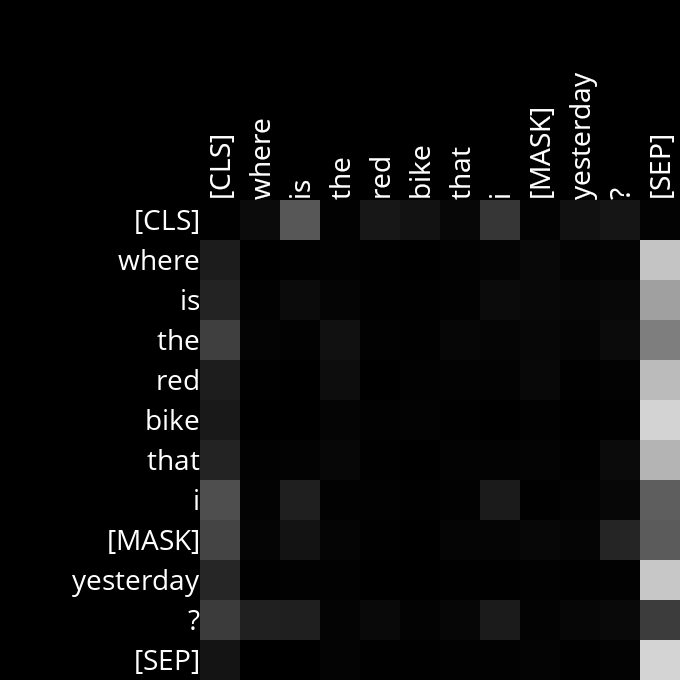 [CLS] where is the red bike that i [MASK] yesterday ? [SEP]
[CLS]
where
is
the
red
bike
that
i
[MASK]
yesterday
?
[SEP]